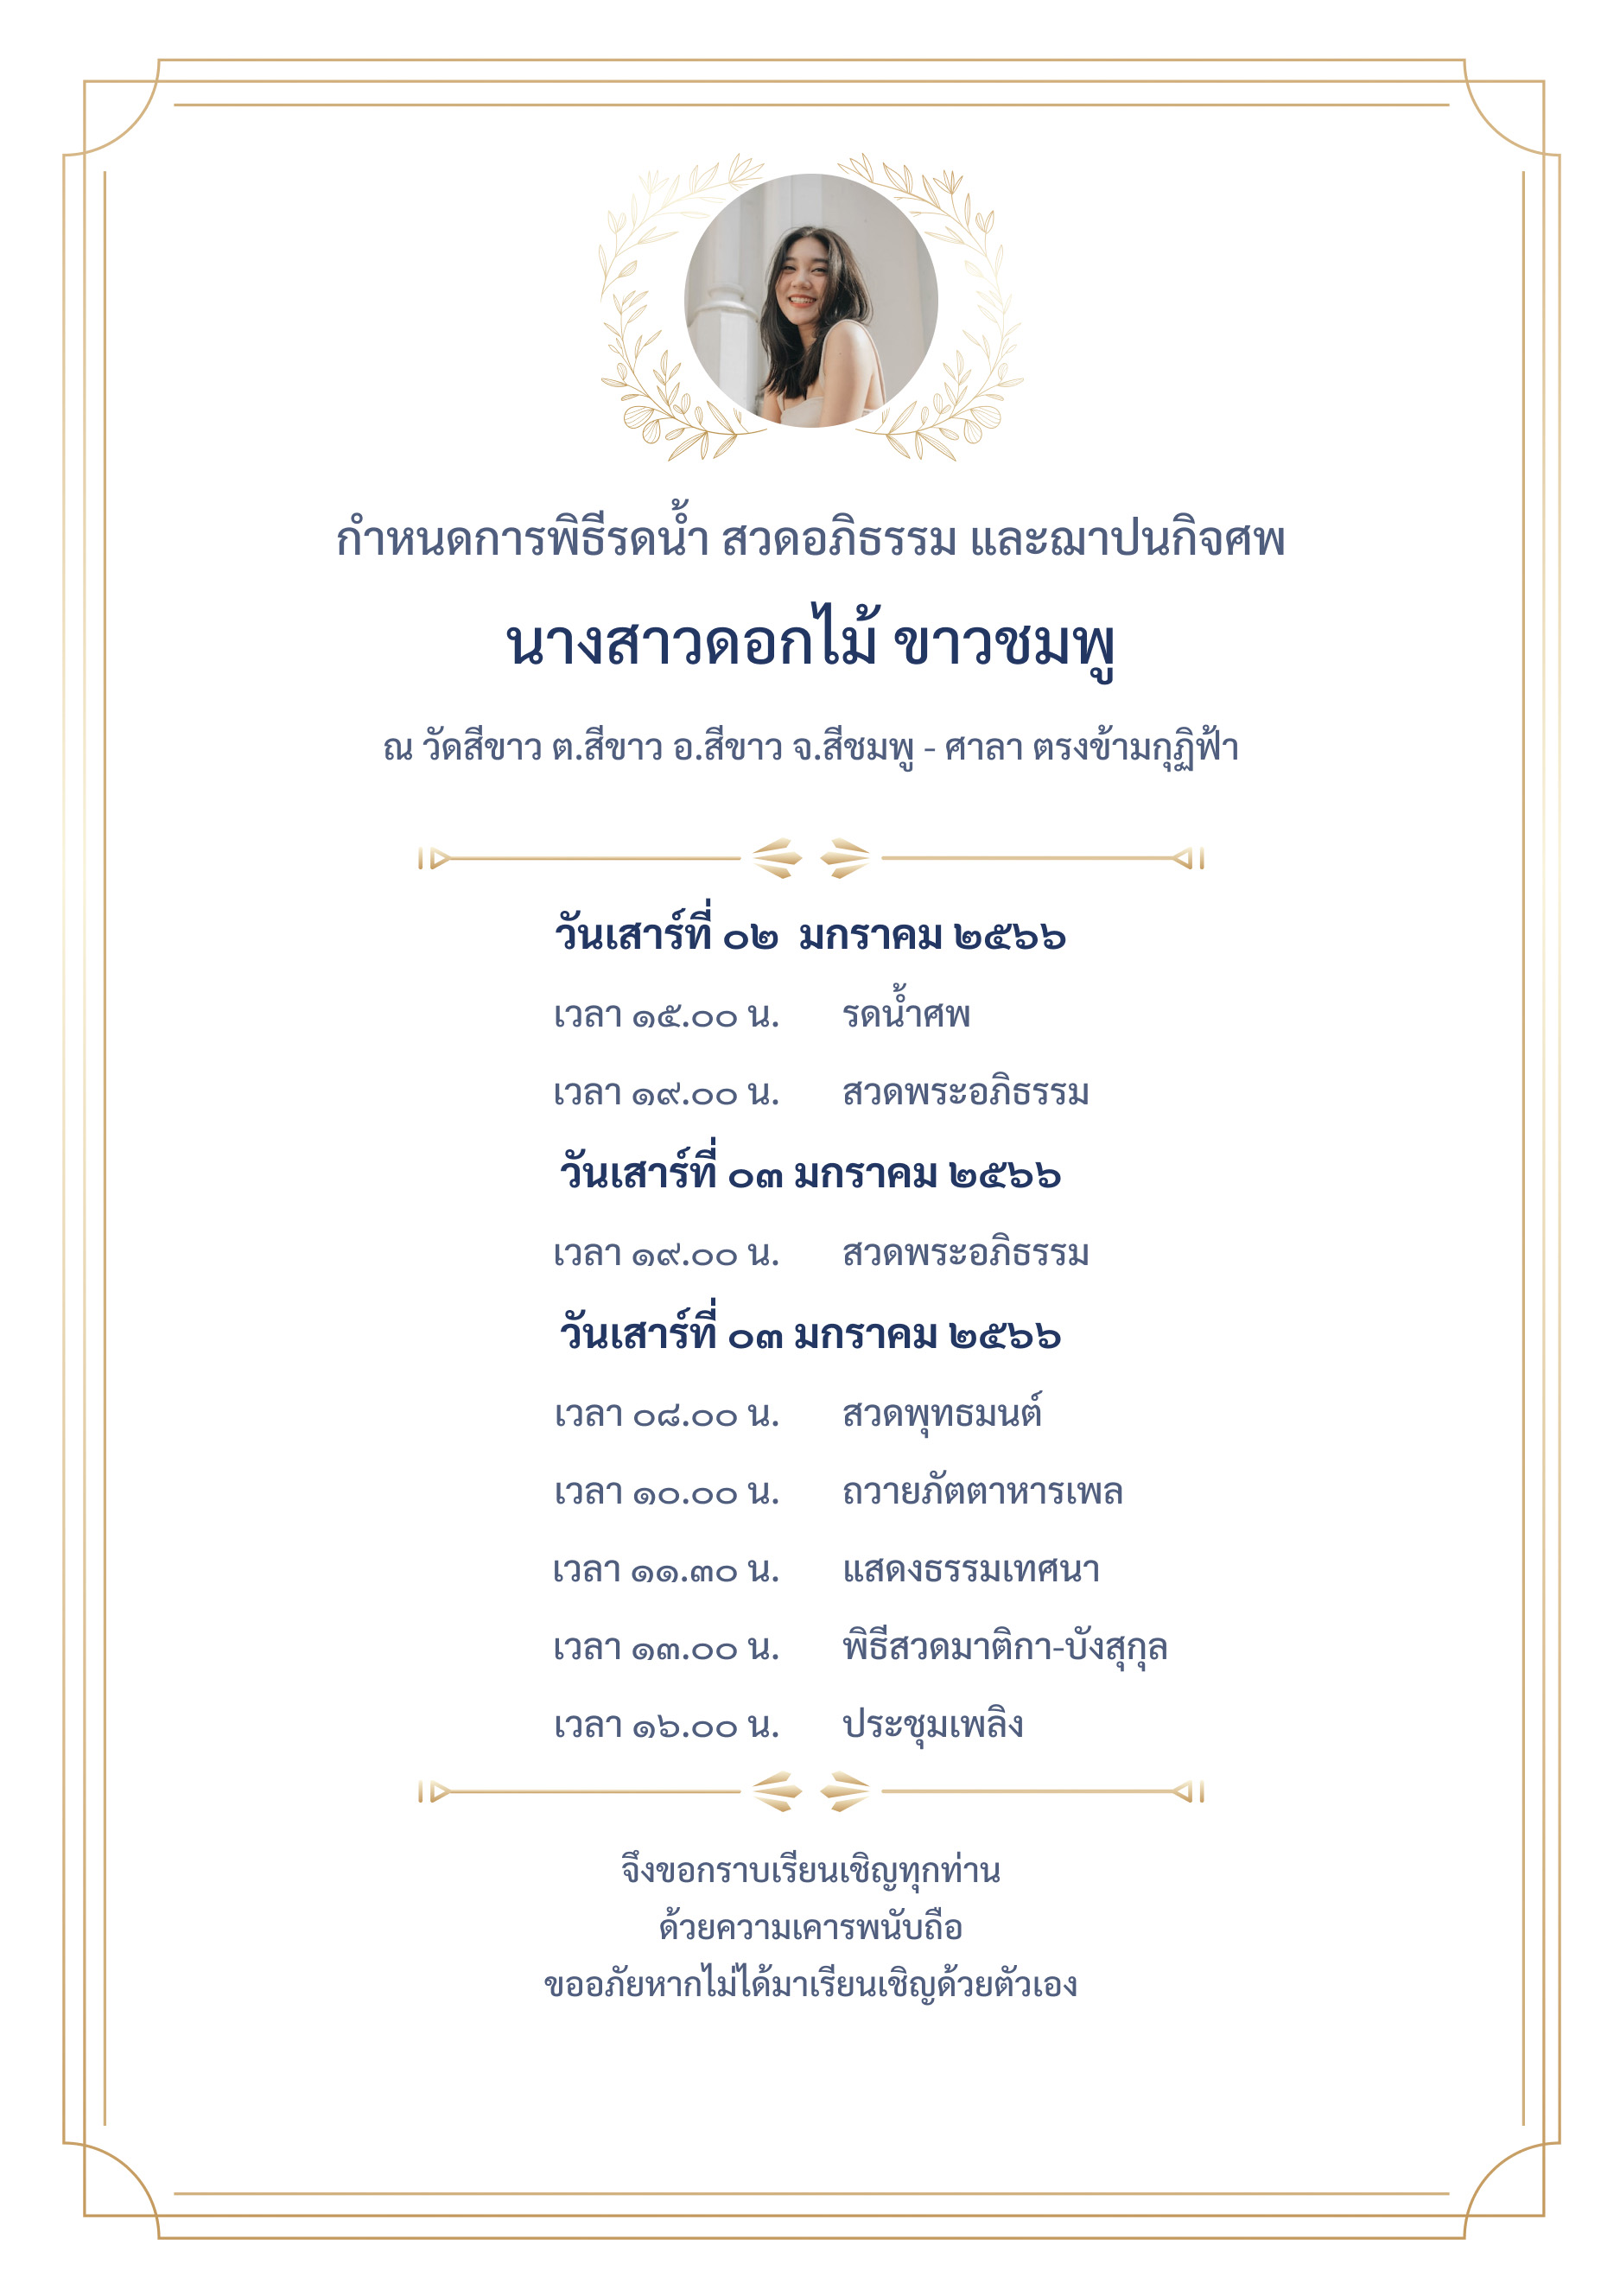 กำหนดการพิธีรดน้ำ สวดอภิธรรม และฌาปนกิจศพ
นางสาวดอกไม้ ขาวชมพู
ณ วัดสีขาว ต.สีขาว อ.สีขาว จ.สีชมพู - ศาลา ตรงข้ามกุฏิฟ้า
วันเสาร์ที่ ๐๒ มกราคม ๒๕๖๖
เวลา ๑๕.๐๐ น. รดน้ำศพ
เวลา ๑๙.๐๐ น. สวดพระอภิธรรม
วันเสาร์ที่ ๐๓ มกราคม ๒๕๖๖
เวลา ๑๙.๐๐ น. สวดพระอภิธรรม
วันเสาร์ที่ ๐๓ มกราคม ๒๕๖๖
เวลา ๐๘.๐๐ น. สวดพุทธมนต์
เวลา ๑๐.๐๐ น. ถวายภัตตาหารเพล
เวลา ๑๑.๓๐ น. แสดงธรรมเทศนา
เวลา ๑๓.๐๐ น. พิธีสวดมาติกา-บังสุกุล
เวลา ๑๖.๐๐ น. ประชุมเพลิง
จึงขอกราบเรียนเชิญทุกท่าน
ด้วยความเคารพนับถือ
ขออภัยหากไม่ได้มาเรียนเชิญด้วยตัวเอง